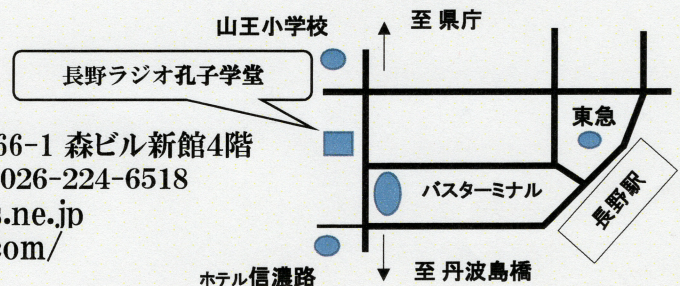 山王小学校
至 県庁
長野ラジオ孔子学堂
東急
66-1 森ビル新館4階
026-224-6518
s.ne.jp
com/
バスターミナル
長野駅
ホテル信濃路
至 丹波島橋